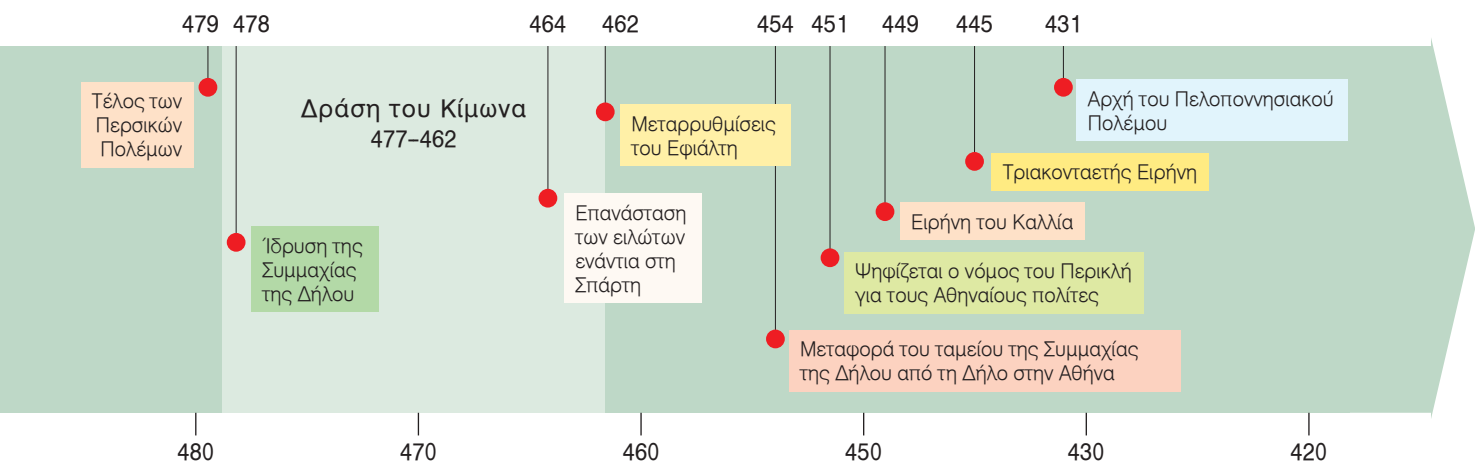 479 478 464 462 454 451 449 445 431
Τέλος των
Περσικών
Πολέμων
Δράση του Κίμωνα
477–462
Μεταρρυθμίσεις
του Εφιάλτη
Αρχή του Πελοποννησιακού
Πολέμου
Τριακονταετής Ειρήνη
Επανάσταση
των ειλώτων
ενάντια στη
Σπάρτη
Ειρήνη του Καλλία
Ίδρυση της
Συμμαχίας
της Δήλου
Ψηφίζεται ο νόμος του Περικλή
για τους Αθηναίους πολίτες
Μεταφορά του ταμείου της Συμμαχίας
της Δήλου από τη Δήλο στην Αθήνα
480 470 460 450 430 420